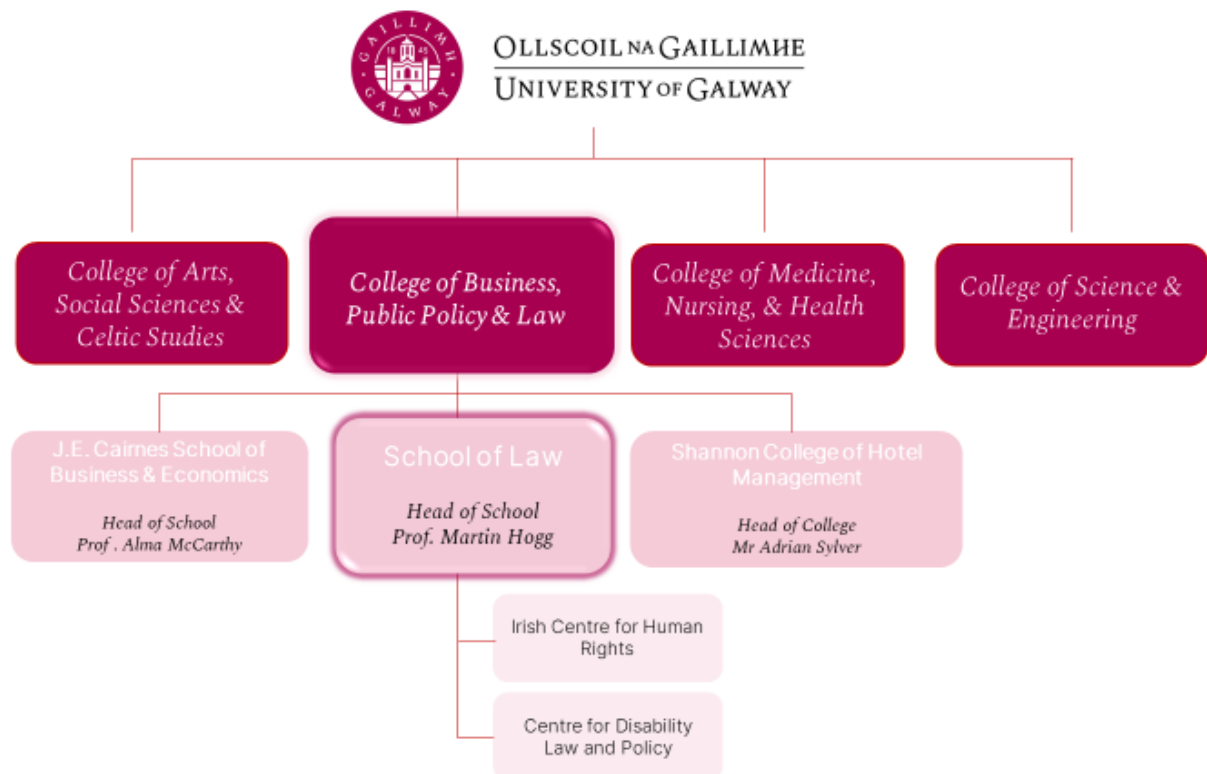 GAILLIMH
18 45
GALWAY
OLLSCOIL NA GAILLIMHE
UNIVERSITY OF GALWAY
College of Arts,
Social Sciences &
Celtic Studies
College of Business,
Public Policy & Law
College of Medicine,
Nursing, & Health
Sciences
College of Science &
Engineering
J.E. Cairnes School of
Business & Economics
Head of School
Prof . Alma McCarthy
School of Law
Head of School
Prof. Martin Hogg
Shannon College of Hotel
Management
Head of College
Mr Adrian Sylver
Irish Centre for Human
Rights
Centre for Disability
Law and Policy